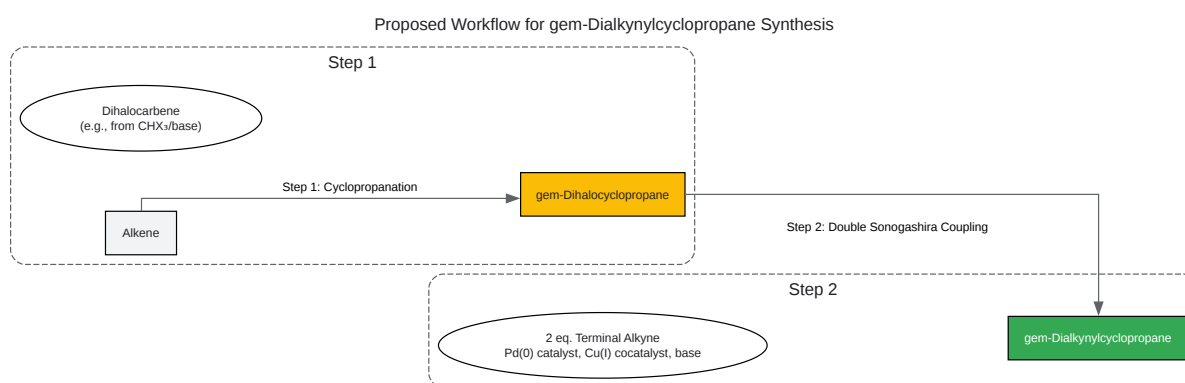 Proposed Workflow for gem-Dialkynylcyclopropane Synthesis
Step 1
Dihalocarbene
(e.g., from CHX₃/base)
Step 1: Cyclopropanation
gem-Dihalocyclopropane
Alkene
Step 2: Double Sonogashira Coupling
Step 2
2 eq. Terminal Alkyne
Pd(0) catalyst, Cu(I) cocatalyst, base
gem-Dialkynylcyclopropane